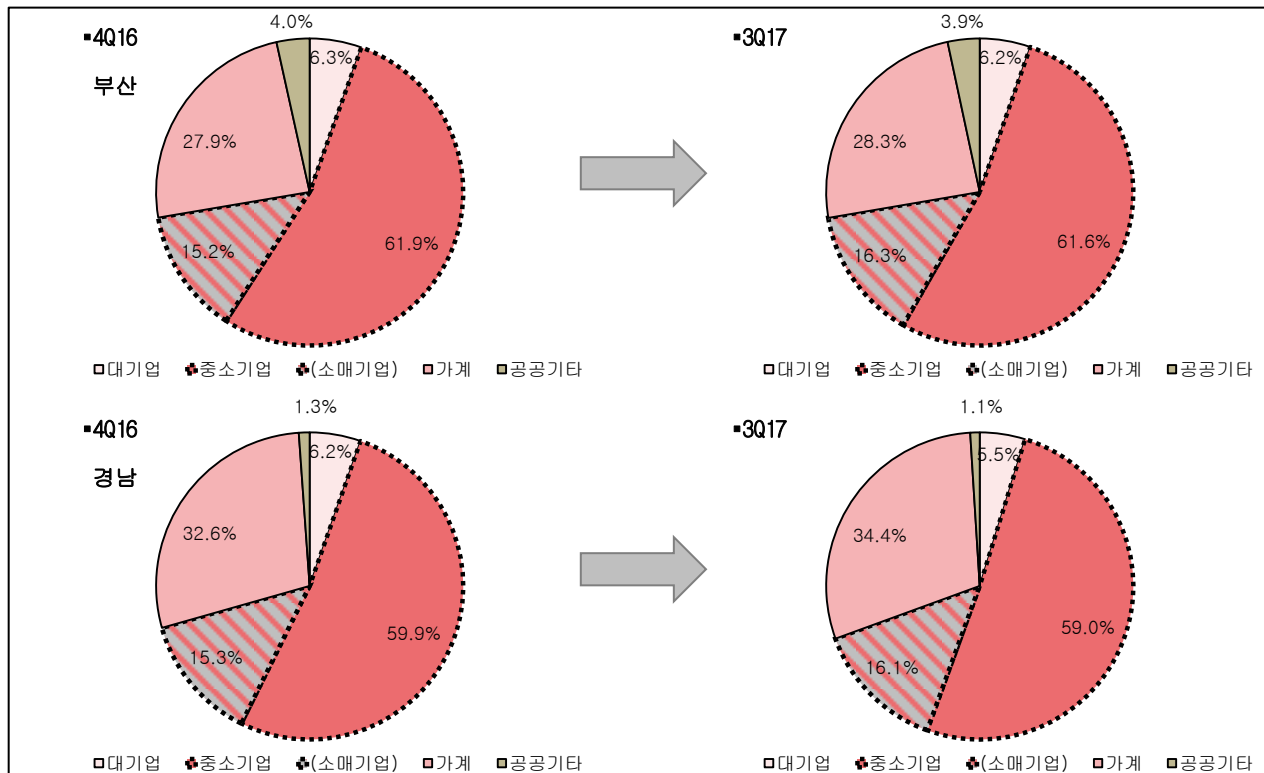 ▪4Q16
부산
4.0%
6.3%
27.9%
15.2%
61.9%
대기업 중소기업 (소매기업) 가계 공공기타
▪3Q17
3.9%
6.2%
28.3%
16.3%
61.6%
대기업 중소기업 (소매기업) 가계 공공기타
▪4Q16
경남
1.3%
6.2%
32.6%
15.3%
59.9%
대기업 중소기업 (소매기업) 가계 공공기타
▪3Q17
1.1%
5.5%
34.4%
16.1%
59.0%
대기업 중소기업 (소매기업) 가계 공공기타